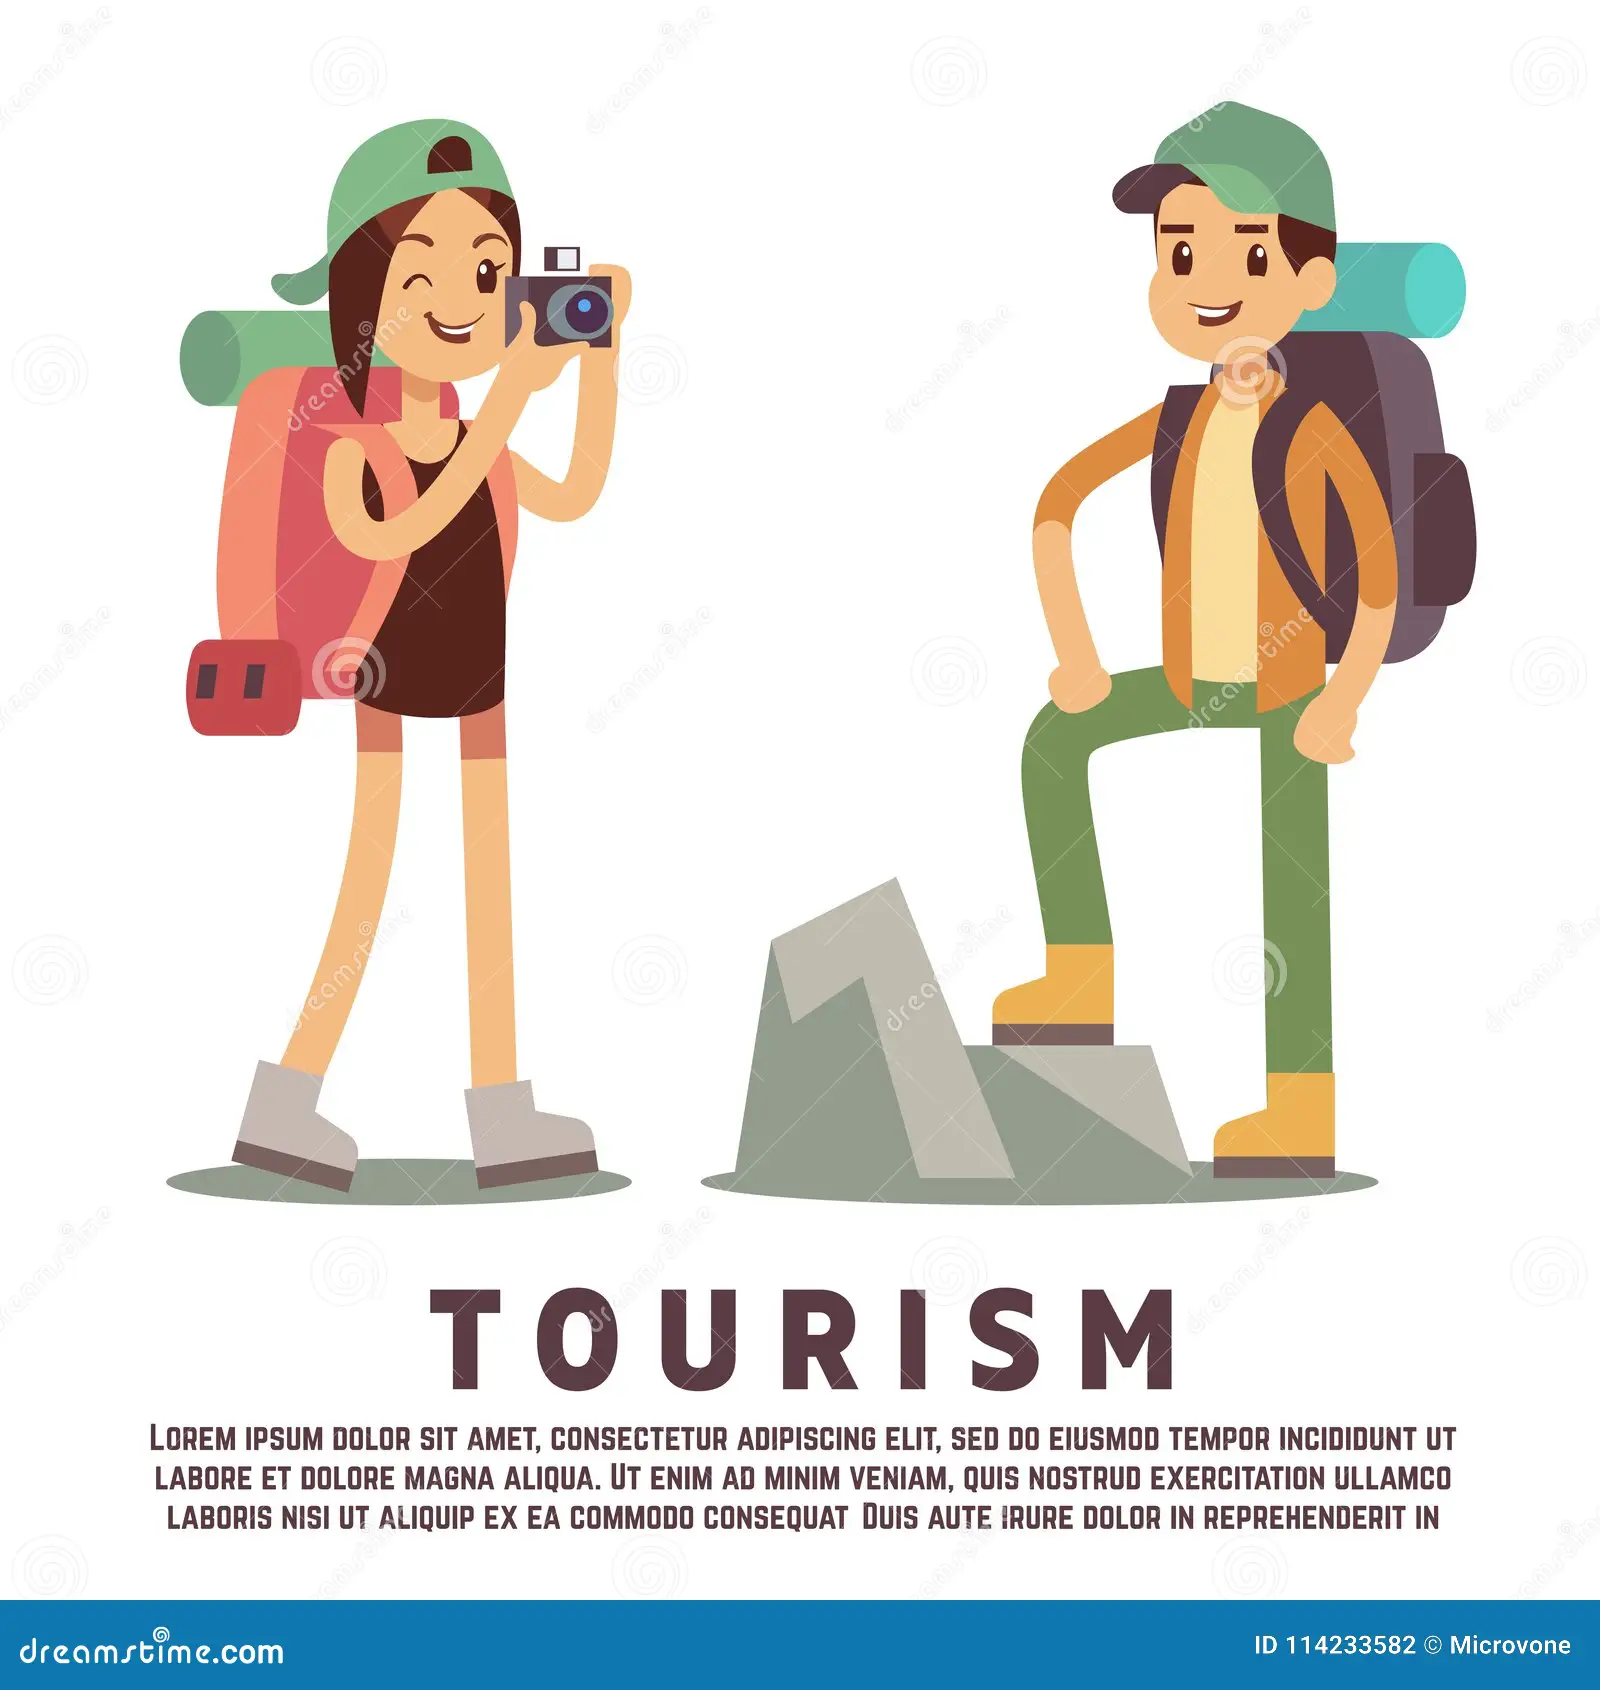 TOURISM
Lorem ipsum dolor sit amet, consectetur adipiscing elit, sed do eiusmod tempor incididunt ut
labore et dolore magna aliqua. Ut enim ad minim veniam, quis nostrud exercitation ullamco
laboris nisi ut aliquip ex ea commodo consequat Duis aute irure dolor in reprehenderit in
dreamstime.com
ID 114233582 © Microvone